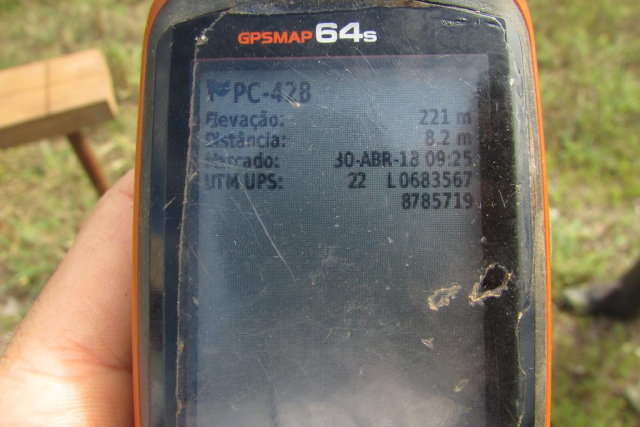 GPSMAP 64s
PC-428
Elevação: 221 m
Distância: 8.2 m
Marcado: 30-ABR-18 09:25
UTM UPS: 22 L 0683567
8785719